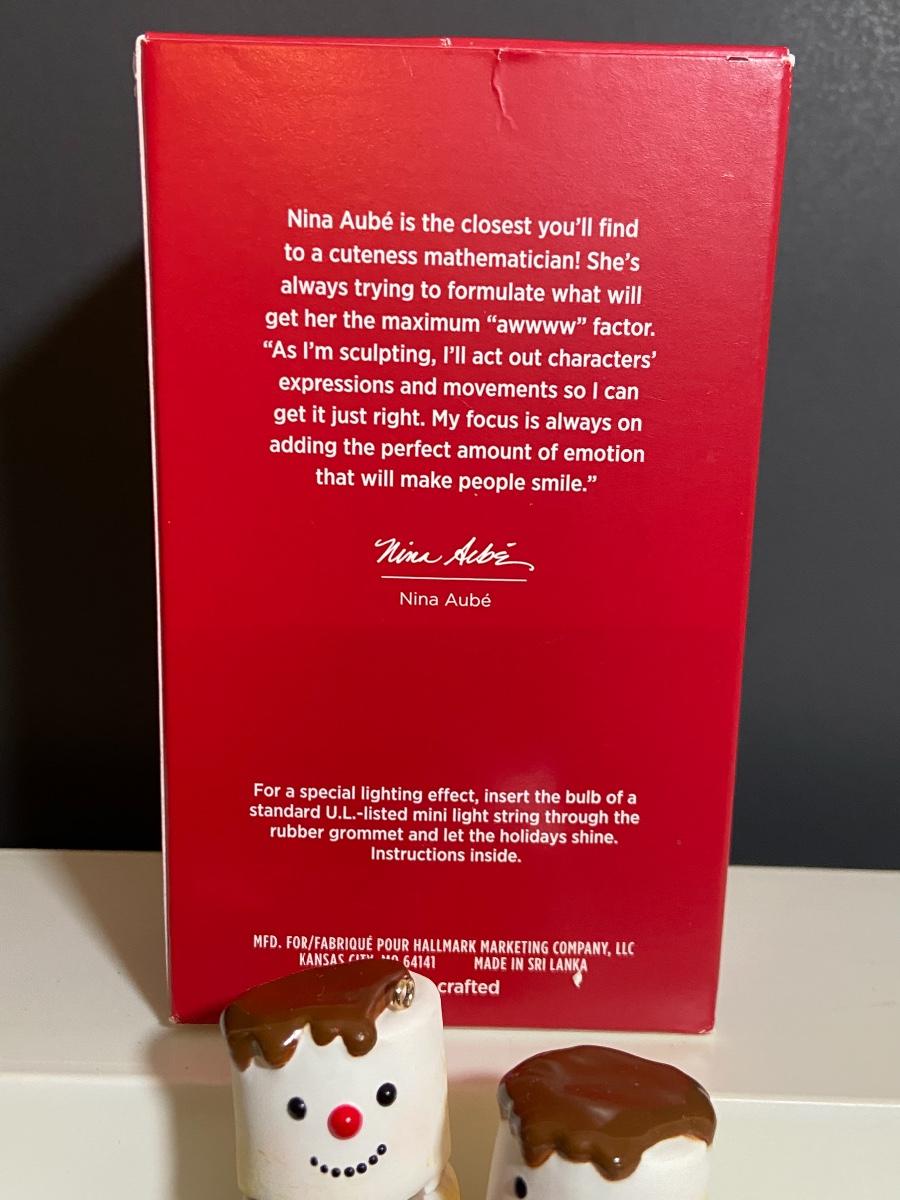 Nina Aubé is the closest you'll find
to a cuteness mathematician! She's
always trying to formulate what will
get her the maximum “awwww” factor.
“As I'm sculpting, I'll act out characters'
expressions and movements so I can
get it just right. My focus is always on
adding the perfect amount of emotion
that will make people smile.”
Nina Aubé
Nina Aubé
For a special lighting effect, insert the bulb of a
standard U.L.-listed mini light string through the
rubber grommet and let the holidays shine.
Instructions inside.
MFD. FOR/FABRIQUÉ POUR HALLMARK MARKETING COMPANY, LLC
KANSAS CITY, MO 64141 MADE IN SRI LANKA
crafted